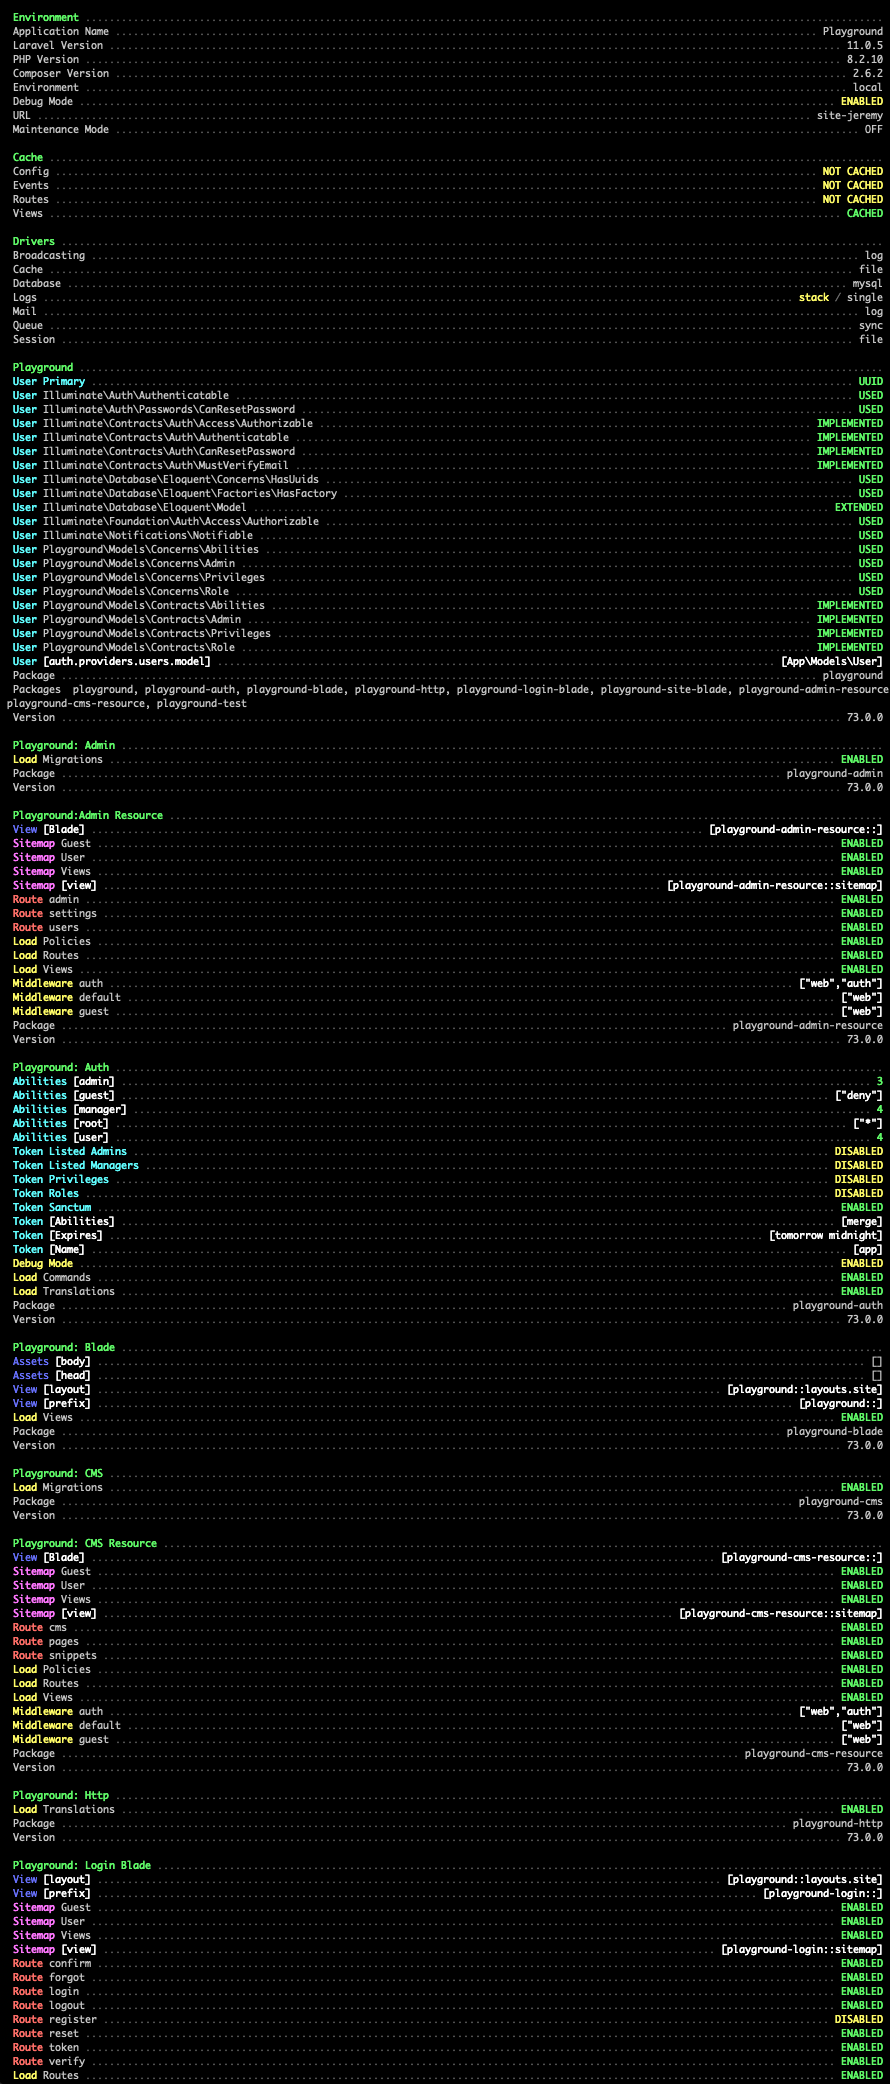 Environment
Application Name Playground
Laravel Version 11.0.5
PHP Version 8.2.10
Composer Version 2.6.2
Environment local
Debug Mode ENABLED
URL site-jeremy
Maintenance Mode OFF
Cache
Config NOT CACHED
Events NOT CACHED
Routes NOT CACHED
Views CACHED
Drivers
Broadcasting log
Cache file
Database mysql
Logs stack / single
Mail log
Queue sync
Session file
Playground
User Primary UUID
User Illuminate\Auth\Authenticatable USED
User Illuminate\Auth\Passwords\CanResetPassword USED
User Illuminate\Contracts\Auth\Access\Authorizable IMPLEMENTED
User Illuminate\Contracts\Auth\Authenticatable IMPLEMENTED
User Illuminate\Contracts\Auth\CanResetPassword IMPLEMENTED
User Illuminate\Contracts\Auth\MustVerifyEmail IMPLEMENTED
User Illuminate\Database\Eloquent\Concerns\HasUuids USED
User Illuminate\Database\Eloquent\Factories\HasFactory USED
User Illuminate\Database\Eloquent\Model EXTENDED
User Illuminate\Foundation\Auth\Access\Authorizable USED
User Illuminate\Notifications\Notifiable USED
User Playground\Models\Concerns\Abilities USED
User Playground\Models\Concerns\Admin USED
User Playground\Models\Concerns\Privileges USED
User Playground\Models\Concerns\Role USED
User Playground\Models\Contracts\Abilities IMPLEMENTED
User Playground\Models\Contracts\Admin IMPLEMENTED
User Playground\Models\Contracts\Privileges IMPLEMENTED
User Playground\Models\Contracts\Role IMPLEMENTED
User [auth.providers.users.model] [App\Models\User]
Package playground
Packages playground, playground-auth, playground-blade, playground-http, playground-login-blade, playground-site-blade, playground-admin-resource
playground-cms-resource, playground-test
Version 73.0.0
Playground: Admin
Load Migrations ENABLED
Package playground-admin
Version 73.0.0
Playground:Admin Resource
View [Blade] [playground-admin-resource::]
Sitemap Guest ENABLED
Sitemap User ENABLED
Sitemap Views ENABLED
Sitemap [view] [playground-admin-resource::sitemap]
Route admin ENABLED
Route settings ENABLED
Route users ENABLED
Load Policies ENABLED
Load Routes ENABLED
Load Views ENABLED
Middleware auth ["web","auth"]
Middleware default ["web"]
Middleware guest ["web"]
Package playground-admin-resource
Version 73.0.0
Playground: Auth
Abilities [admin] 3
Abilities [guest] ["deny"]
Abilities [manager] 4
Abilities [root] ["*"]
Abilities [user] 4
Token Listed Admins DISABLED
Token Listed Managers DISABLED
Token Privileges DISABLED
Token Roles DISABLED
Token Sanctum ENABLED
Token [Abilities] [merge]
Token [Expires] [tomorrow midnight]
Token [Name] [app]
Debug Mode ENABLED
Load Commands ENABLED
Load Translations ENABLED
Package playground-auth
Version 73.0.0
Playground: Blade
Assets [body] []
Assets [head] []
View [layout] [playground::layouts.site]
View [prefix] [playground::]
Load Views ENABLED
Package playground-blade
Version 73.0.0
Playground: CMS
Load Migrations ENABLED
Package playground-cms
Version 73.0.0
Playground: CMS Resource
View [Blade] [playground-cms-resource::]
Sitemap Guest ENABLED
Sitemap User ENABLED
Sitemap Views ENABLED
Sitemap [view] [playground-cms-resource::sitemap]
Route cms ENABLED
Route pages ENABLED
Route snippets ENABLED
Load Policies ENABLED
Load Routes ENABLED
Load Views ENABLED
Middleware auth ["web","auth"]
Middleware default ["web"]
Middleware guest ["web"]
Package playground-cms-resource
Version 73.0.0
Playground: Http
Load Translations ENABLED
Package playground-http
Version 73.0.0
Playground: Login Blade
View [layout] [playground::layouts.site]
View [prefix] [playground-login::]
Sitemap Guest ENABLED
Sitemap User ENABLED
Sitemap Views ENABLED
Sitemap [view] [playground-login::sitemap]
Route confirm ENABLED
Route forgot ENABLED
Route login ENABLED
Route logout ENABLED
Route register DISABLED
Route reset ENABLED
Route token ENABLED
Route verify ENABLED
Load Routes ENABLED